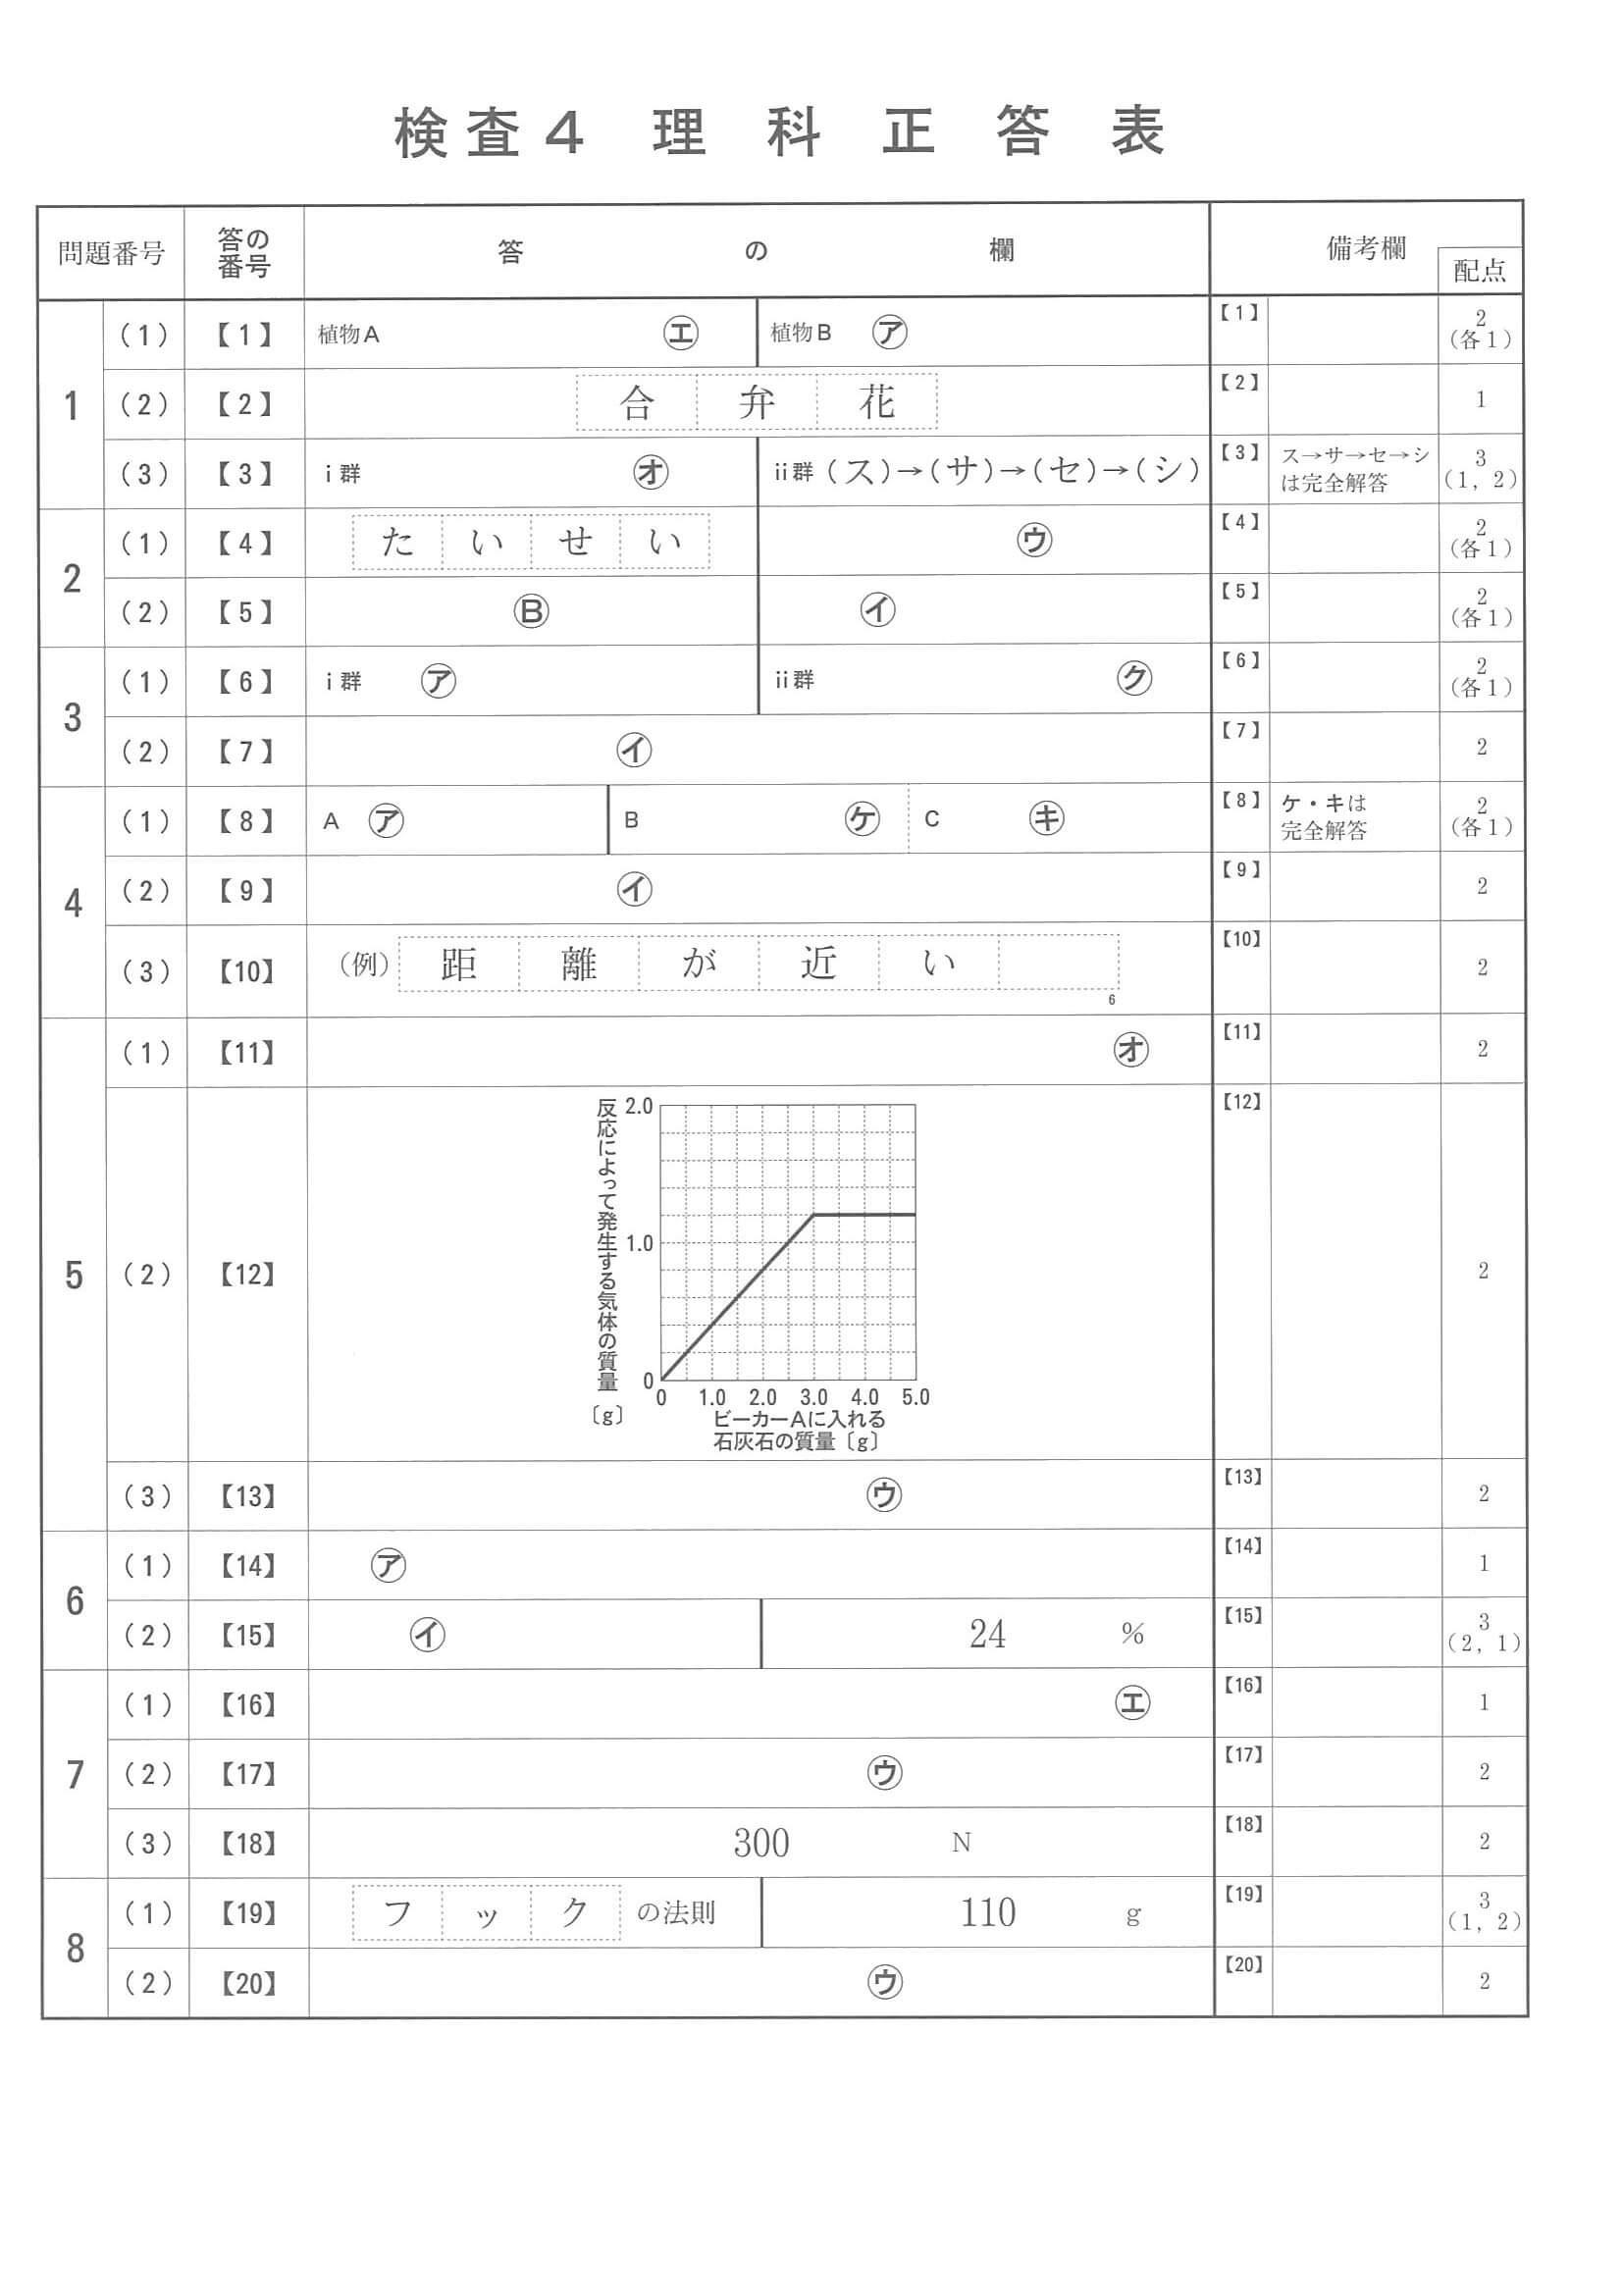 検査４　理　科　正　答　表
問題番号 答の番号 答の欄 備考欄 配点
1 (1) 【1】 植物A ㋓ 植物B ㋐ 【1】 2 (各1)
(2) 【2】 合弁花 【2】 1
(3) 【3】 ⅰ群 ㋔ ⅱ群 (ス)→(サ)→(セ)→(シ) 【3】 ス→サ→セ→シは完全解答 3 (1, 2)
2 (1) 【4】 たいせい ㋒ 【4】 2 (各1)
(2) 【5】 Ⓑ ㋑ 【5】 2 (各1)
3 (1) 【6】 ⅰ群 ㋐ ⅱ群 ㋗ 【6】 2 (各1)
(2) 【7】 ㋑ 【7】 2
4 (1) 【8】 A ㋐ B ㋘ C ㋖ 【8】 ケ・キは完全解答 2 (各1)
(2) 【9】 ㋑ 【9】 2
(3) 【10】 (例) 距離が近い 6 【10】 2
5 (1) 【11】 ㋔ 【11】 2
(2) 【12】 【12】 2
反応によって発生する気体の質量〔g〕
2.0
1.0
0
0 1.0 2.0 3.0 4.0 5.0
ビーカーAに入れる
石灰石の質量〔g〕
(3) 【13】 ㋒ 【13】 2
6 (1) 【14】 ㋐ 【14】 1
(2) 【15】 ㋑ 24 % 【15】 3 (2, 1)
7 (1) 【16】 ㋓ 【16】 1
(2) 【17】 ㋒ 【17】 2
(3) 【18】 300 N 【18】 2
8 (1) 【19】 フック の法則 110 g 【19】 3 (1, 2)
(2) 【20】 ㋒ 【20】 2